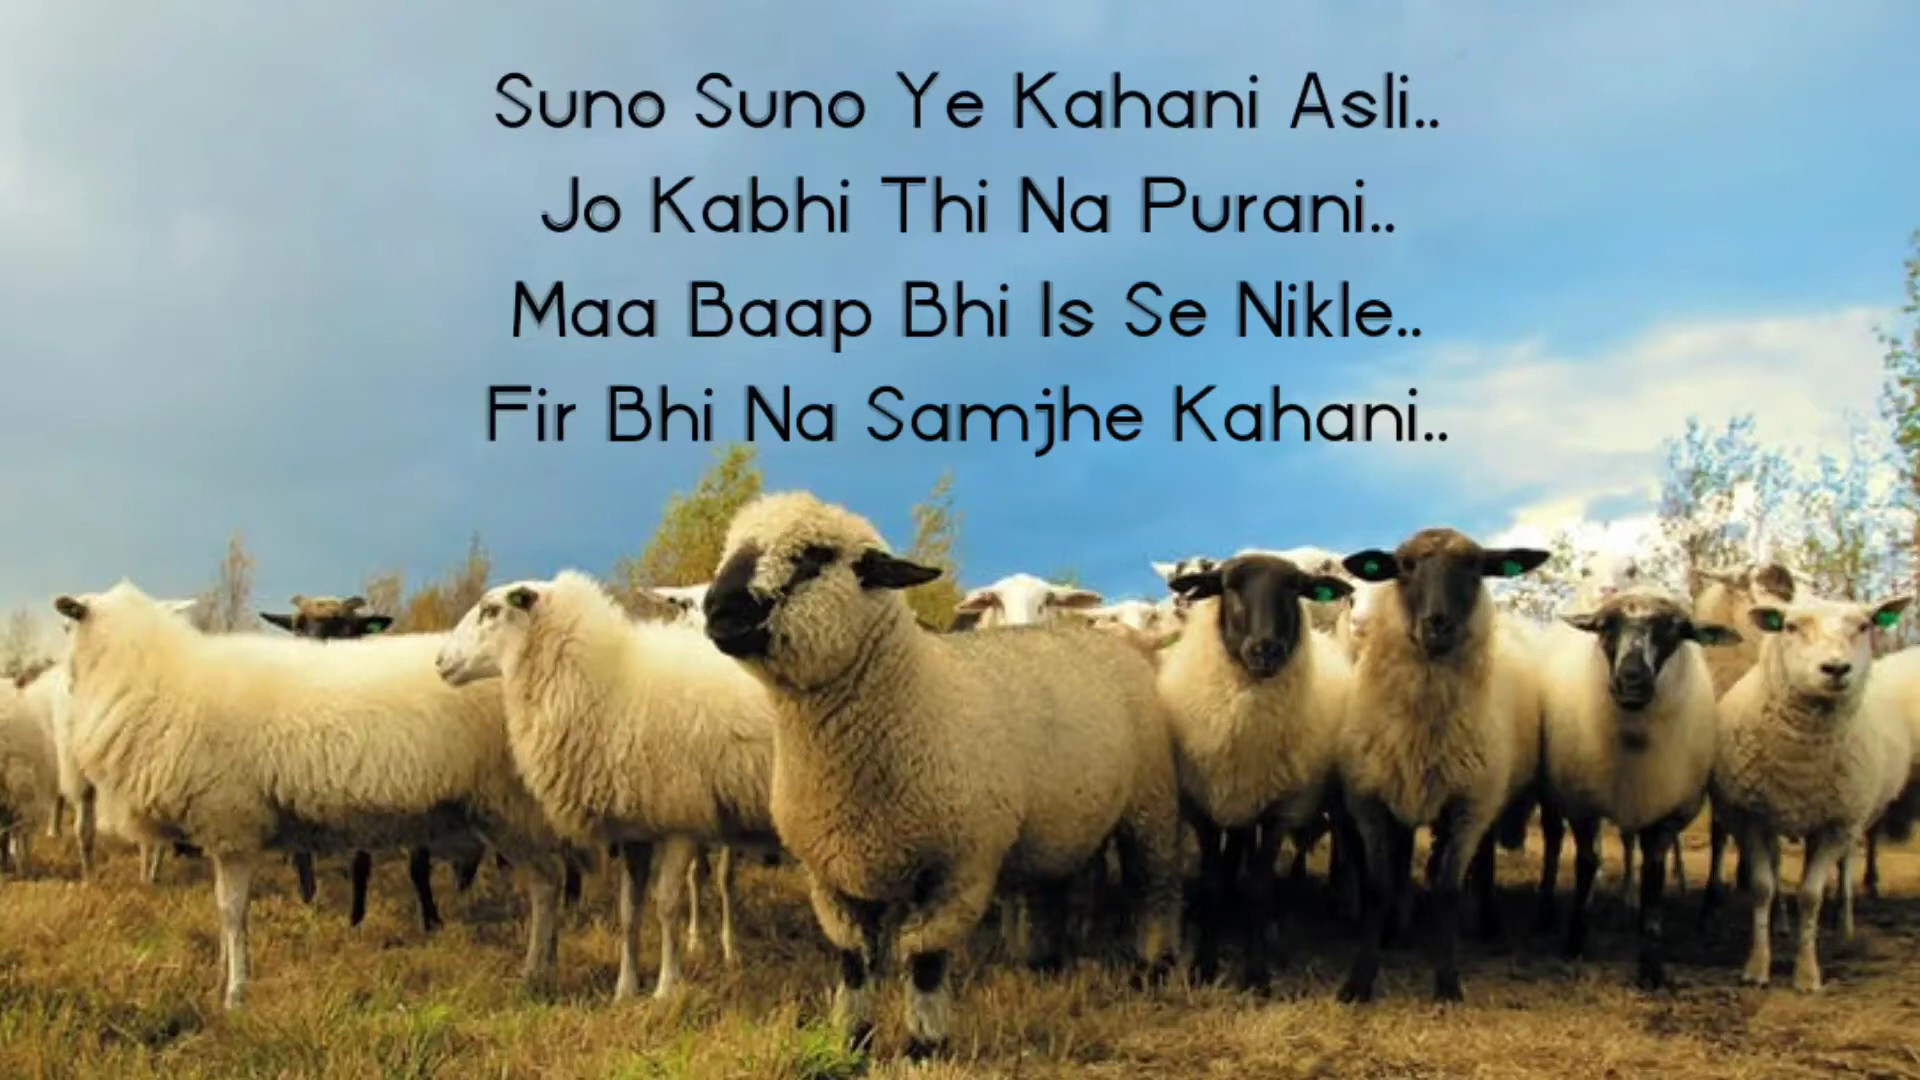 Suno Suno Ye Kahani Asli..
Jo Kabhi Thi Na Purani..
Maa Baap Bhi Is Se Nikle..
Fir Bhi Na Samjhe Kahani..